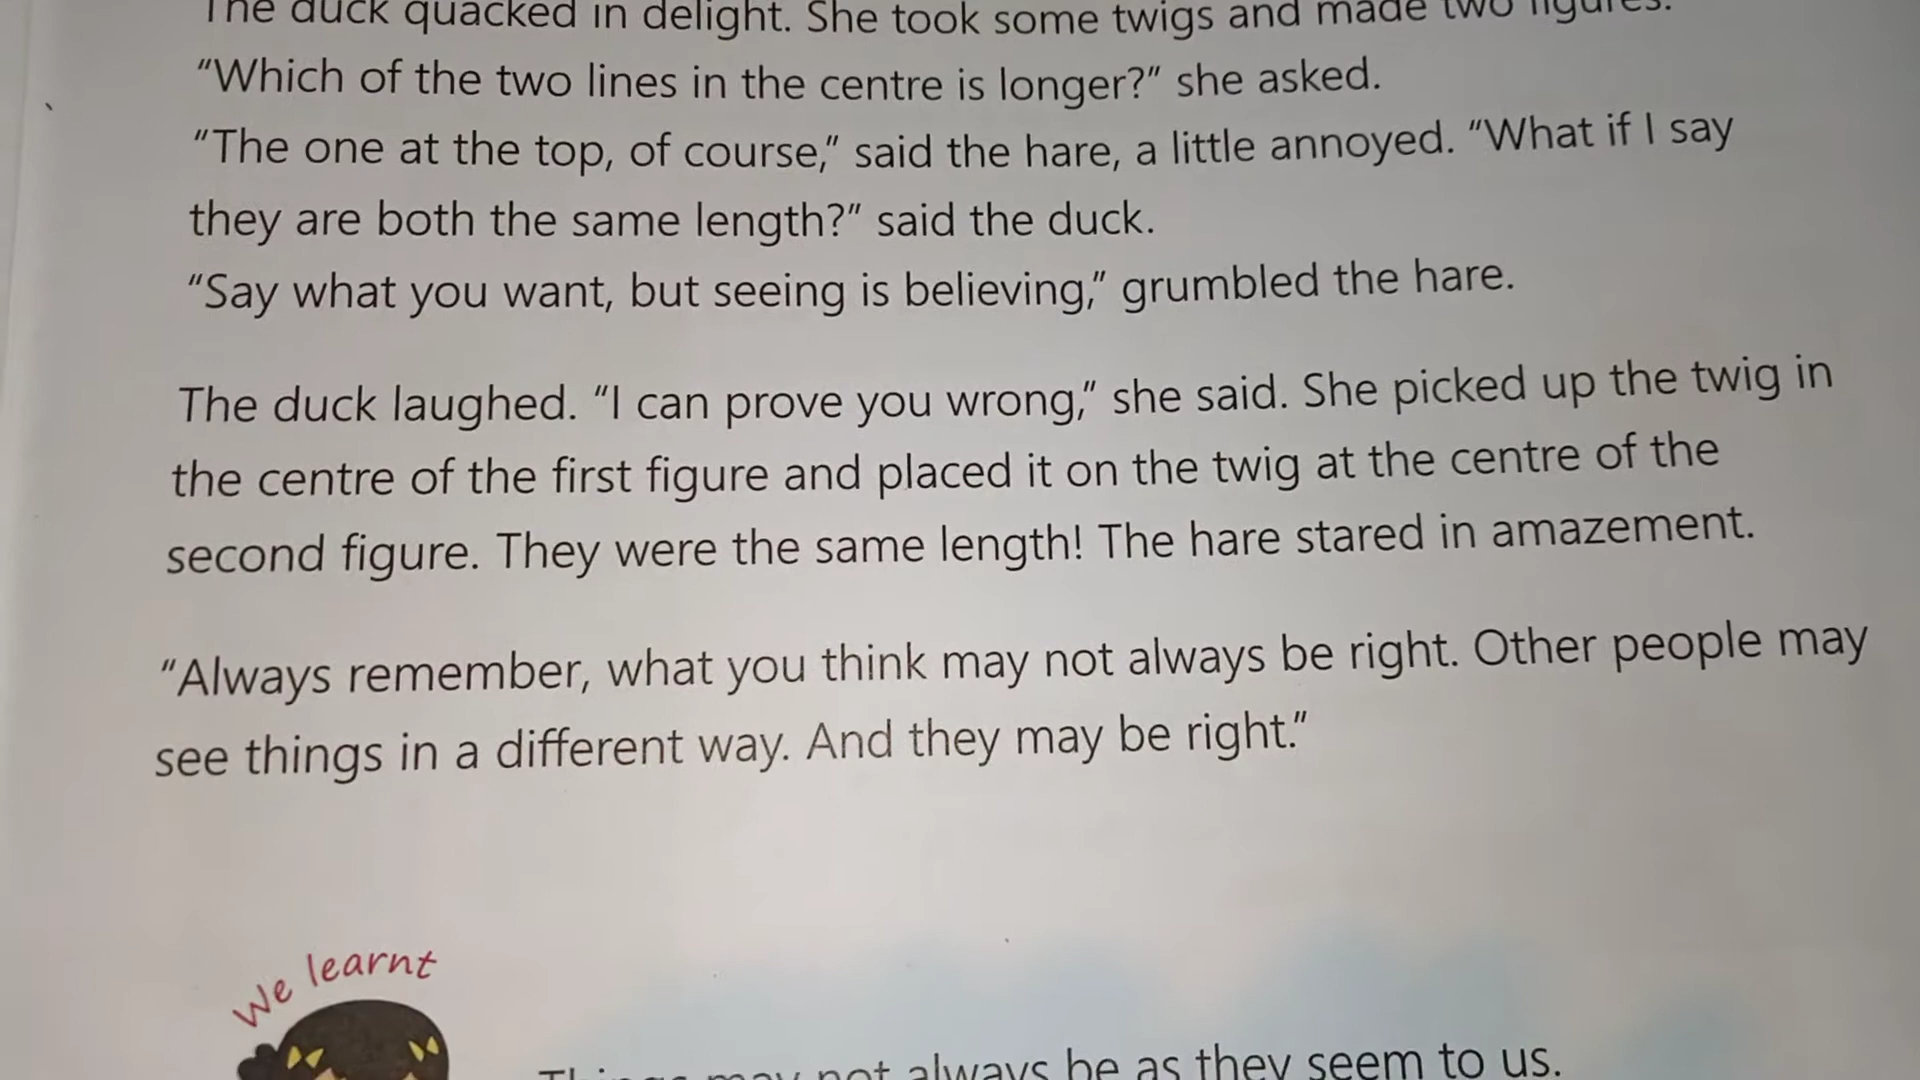 The duck quacked in delight. She took some twigs and made two figures.
“Which of the two lines in the centre is longer?” she asked.
“The one at the top, of course,” said the hare, a little annoyed. “What if I say
they are both the same length?” said the duck.
“Say what you want, but seeing is believing,” grumbled the hare.
The duck laughed. “I can prove you wrong,” she said. She picked up the twig in
the centre of the first figure and placed it on the twig at the centre of the
second figure. They were the same length! The hare stared in amazement.
“Always remember, what you think may not always be right. Other people may
see things in a different way. And they may be right.”
We learnt
Things may not always be as they seem to us.